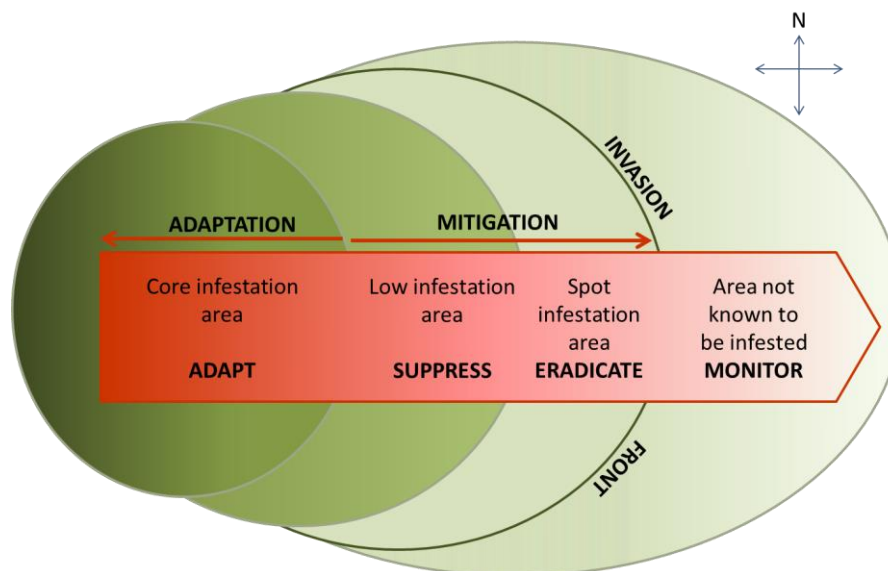 N
INVASION
ADAPTATION
MITIGATION
Core infestation
area
ADAPT
Low infestation
area
SUPPRESS
Spot
infestation
area
ERADICATE
Area not
known to
be infested
MONITOR
FRONT